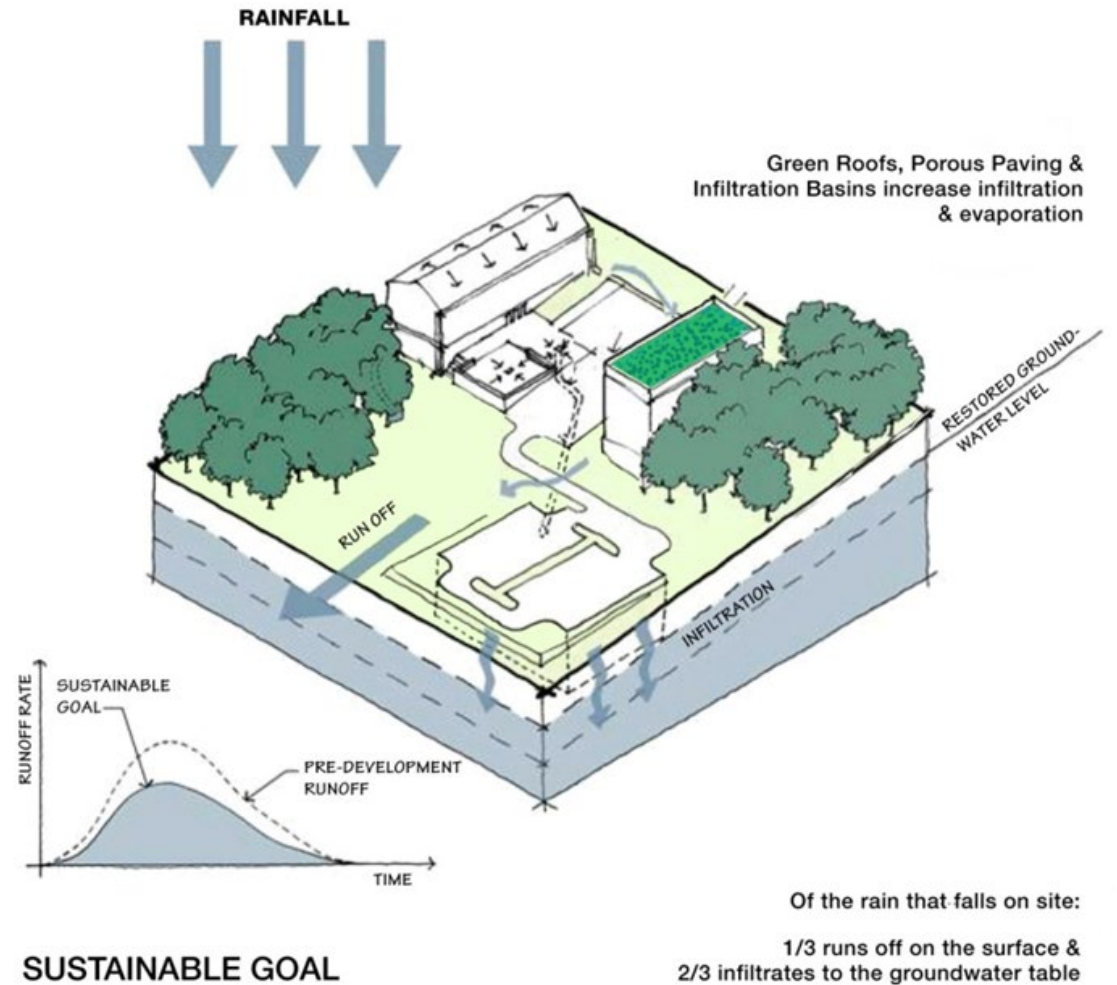 RAINFALL
Green Roofs, Porous Paving &
Infiltration Basins increase infiltration
& evaporation
RESTORED GROUND-
WATER LEVEL
RUN OFF
INFILTRATION
RUNOFF RATE
SUSTAINABLE
GOAL
PRE-DEVELOPMENT
RUNOFF
TIME
Of the rain that falls on site:
1/3 runs off on the surface &
2/3 infiltrates to the groundwater table
SUSTAINABLE GOAL